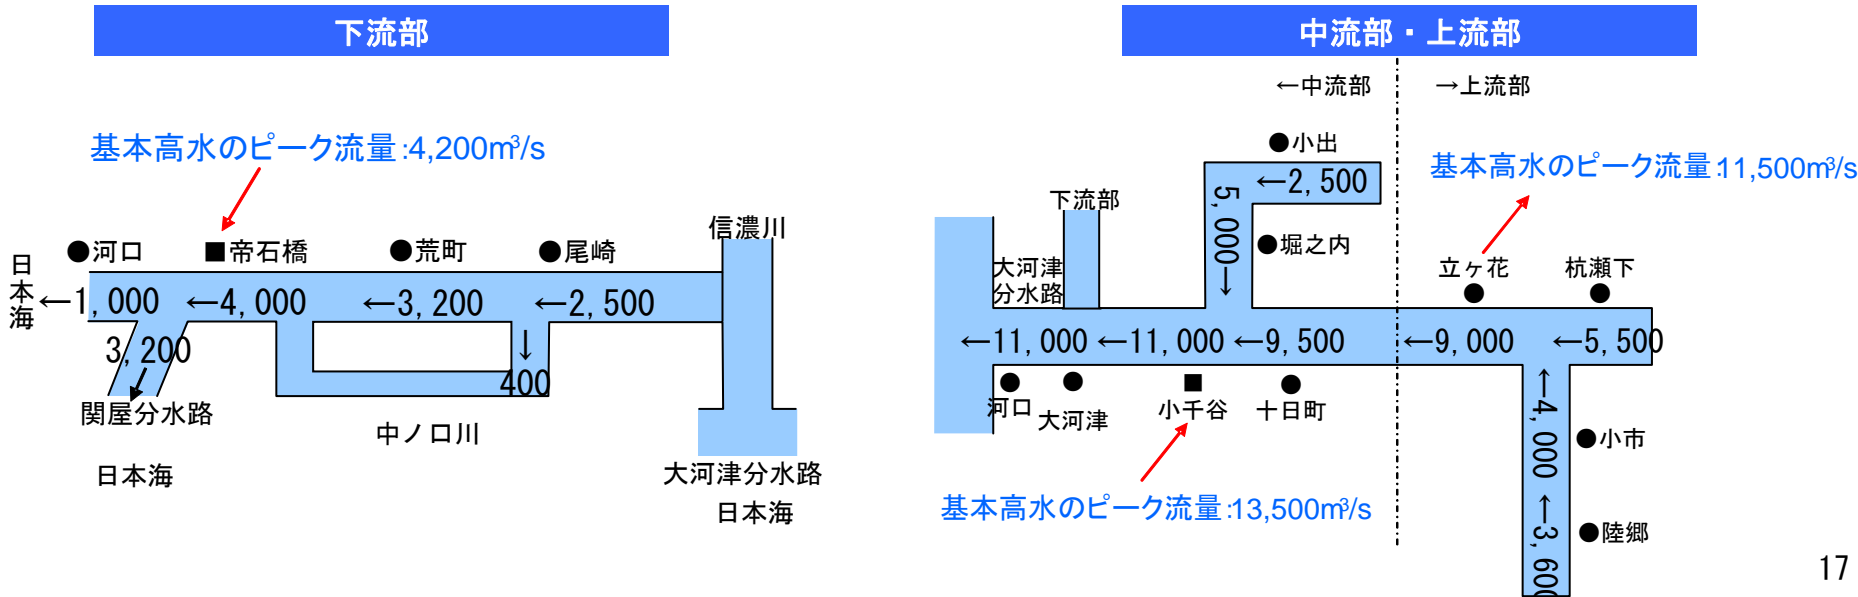 下流部
基本高水のピーク流量:4,200m³/s
信濃川
●河口
■帝石橋
●荒町
●尾崎
日本海
←1,000
←4,000
←3,200
←2,500
3,200
↓
400
関屋分水路
中ノ口川
日本海
大河津分水路
日本海
中流部・上流部
←中流部
→上流部
●小出
基本高水のピーク流量:11,500m³/s
←2,500
下流部
5,000→
●堀之内
大河津
分水路
立ヶ花
杭瀬下
←11,000
←11,000
←9,500
←9,000
←5,500
河口
大河津
小千谷
十日町
←4,000
●小市
基本高水のピーク流量:13,500m³/s
←3,600
●陸郷
17